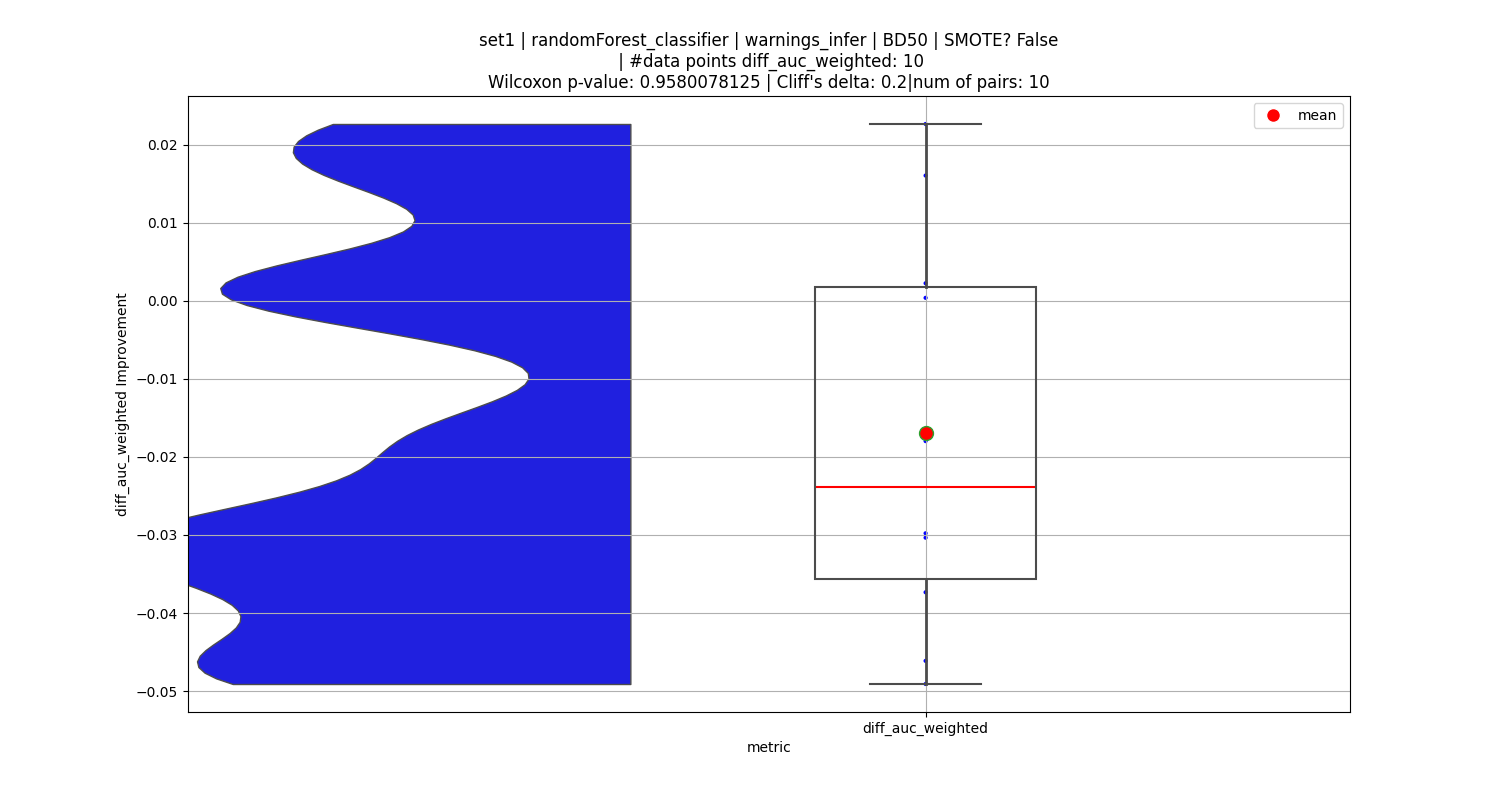 set1 | randomForest_classifier | warnings_infer | BD50 | SMOTE? False
| #data points diff_auc_weighted: 10
Wilcoxon p-value: 0.9580078125 | Cliff's delta: 0.2|num of pairs: 10
mean
0.02
0.01
0.00
−0.01
−0.02
−0.03
−0.04
−0.05
diff_auc_weighted Improvement
diff_auc_weighted
metric